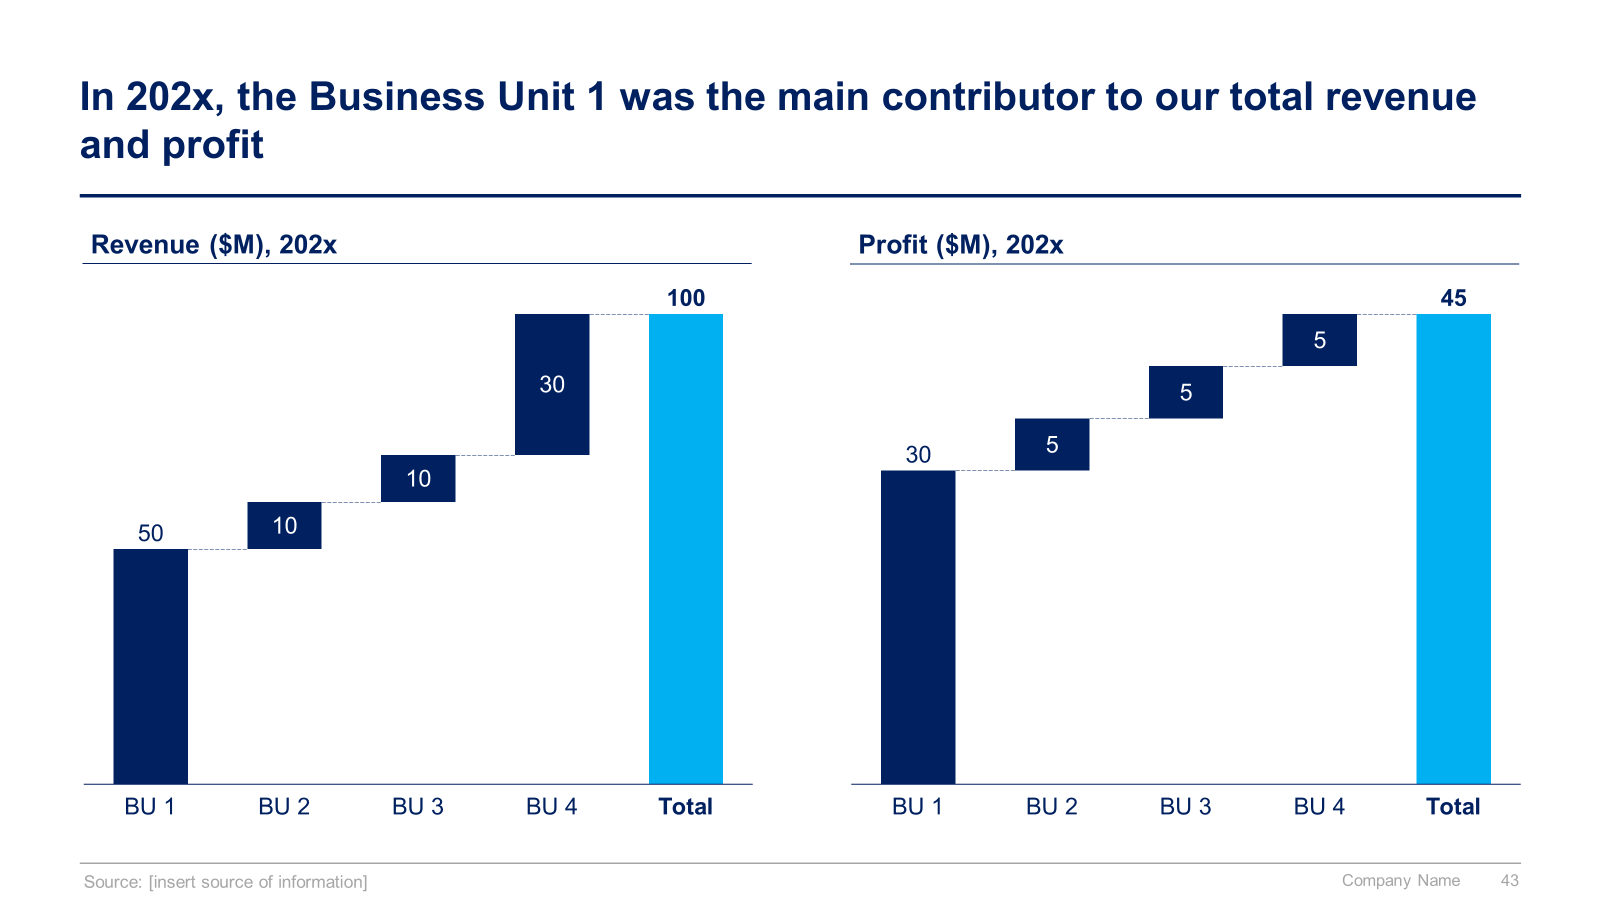 In 202x, the Business Unit 1 was the main contributor to our total revenue
and profit
Revenue ($M), 202x
100
30
10
10
50
BU 1 BU 2 BU 3 BU 4 Total
Profit ($M), 202x
45
5
5
5
30
BU 1 BU 2 BU 3 BU 4 Total
Source: [insert source of information]
Company Name 43